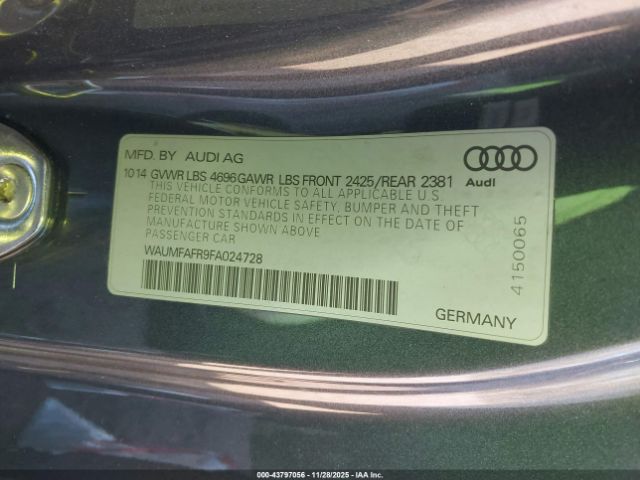 MFD. BY AUDI AG
1014 GVWR LBS 4696 GAWR LBS FRONT 2425/REAR 2381
THIS VEHICLE CONFORMS TO ALL APPLICABLE U.S.
FEDERAL MOTOR VEHICLE SAFETY, BUMPER AND THEFT
PREVENTION STANDARDS IN EFFECT ON THE DATE OF
MANUFACTURE SHOWN ABOVE
PASSENGER CAR
WAUMFAFR9FA024728
Audi
4150065
GERMANY
00-43797056 - 11/28/2025 - IAAI Inc.